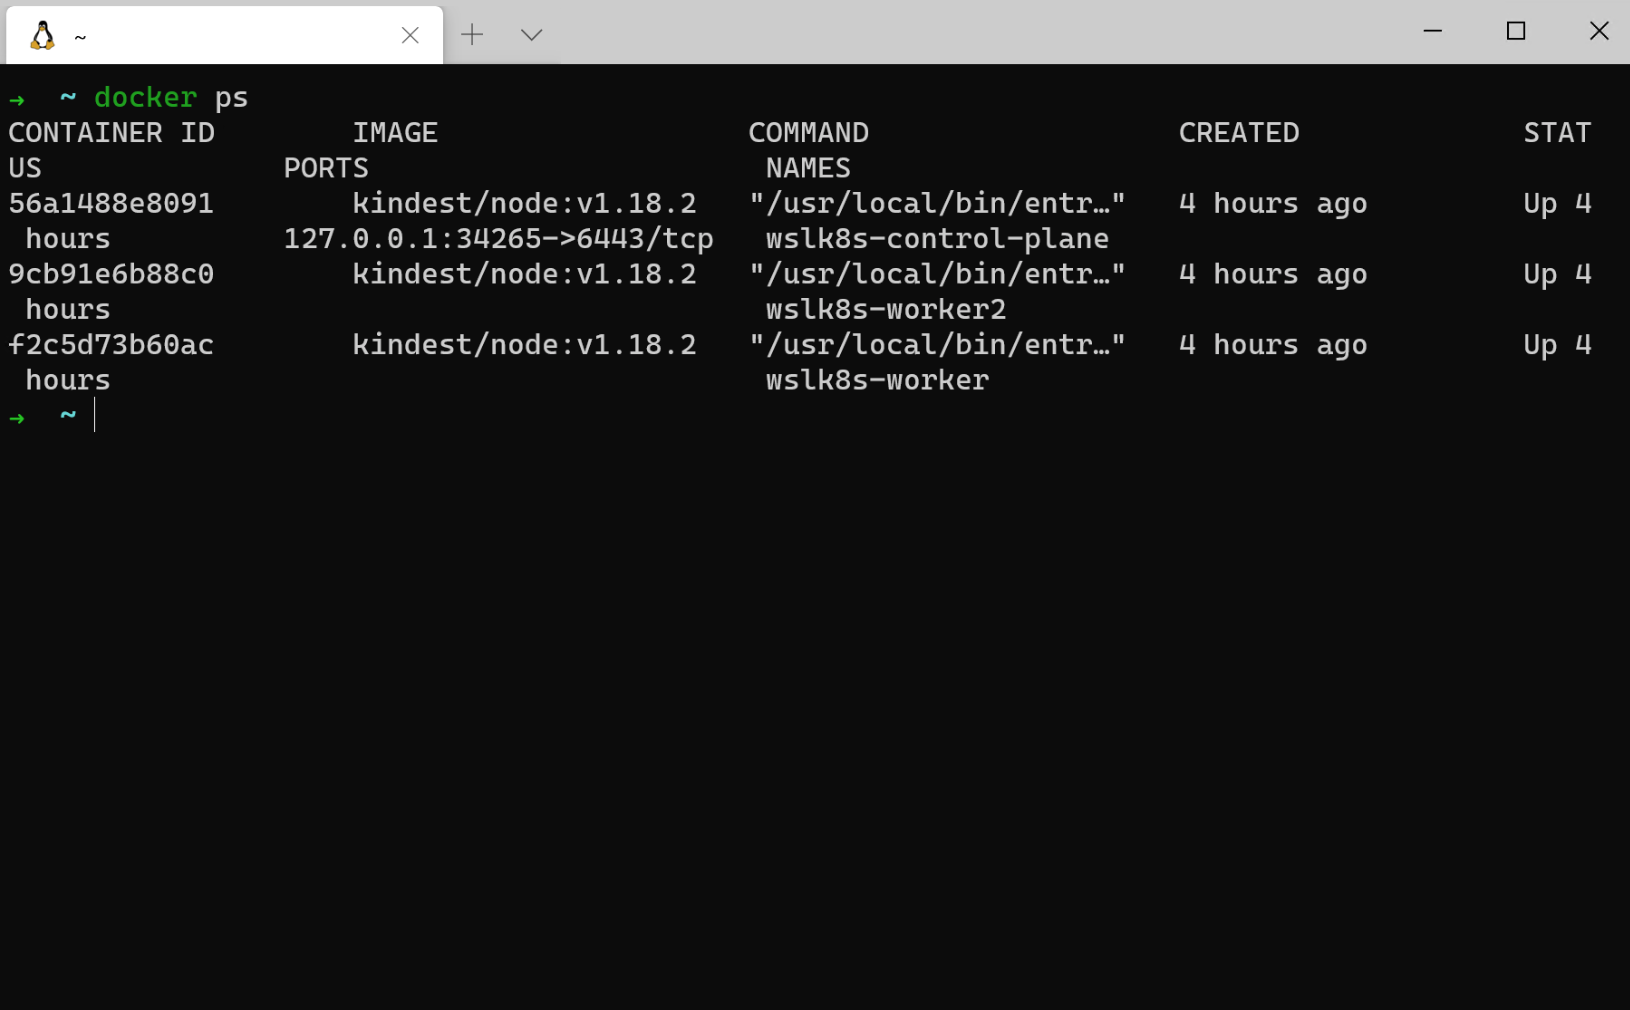 ~
→ ~ docker ps
CONTAINER ID        IMAGE                  COMMAND                  CREATED             STAT
US              PORTS                       NAMES
56a1488e8091        kindest/node:v1.18.2   "/usr/local/bin/entr…"   4 hours ago         Up 4
 hours          127.0.0.1:34265->6443/tcp   wslk8s-control-plane
9cb91e6b88c0        kindest/node:v1.18.2   "/usr/local/bin/entr…"   4 hours ago         Up 4
 hours                                      wslk8s-worker2
f2c5d73b60ac        kindest/node:v1.18.2   "/usr/local/bin/entr…"   4 hours ago         Up 4
 hours                                      wslk8s-worker
→ ~